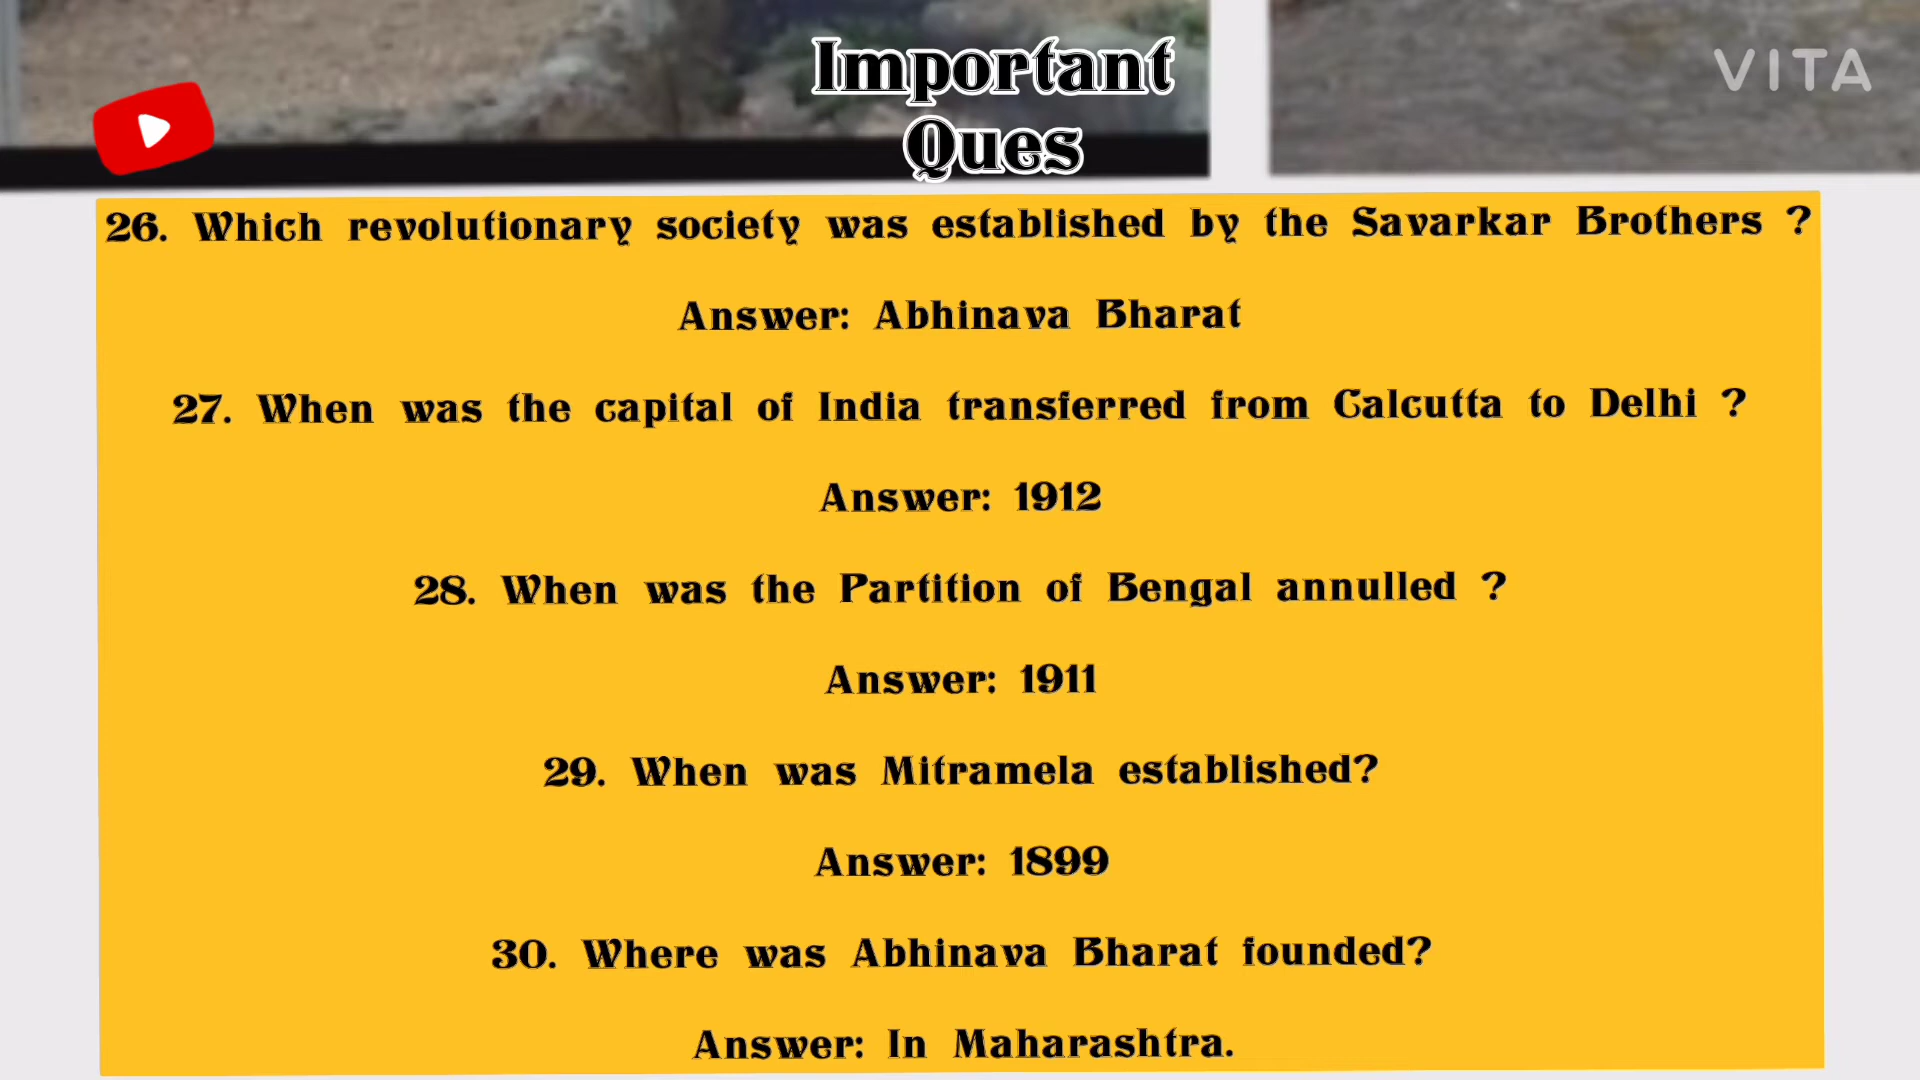 Important
Ques
VITA
26. Which revolutionary society was established by the Savarkar Brothers ?
Answer: Abhinava Bharat
27. When was the capital of India transferred from Calcutta to Delhi ?
Answer: 1912
28. When was the Partition of Bengal annulled ?
Answer: 1911
29. When was Mitramela established?
Answer: 1899
30. Where was Abhinava Bharat founded?
Answer: In Maharashtra.